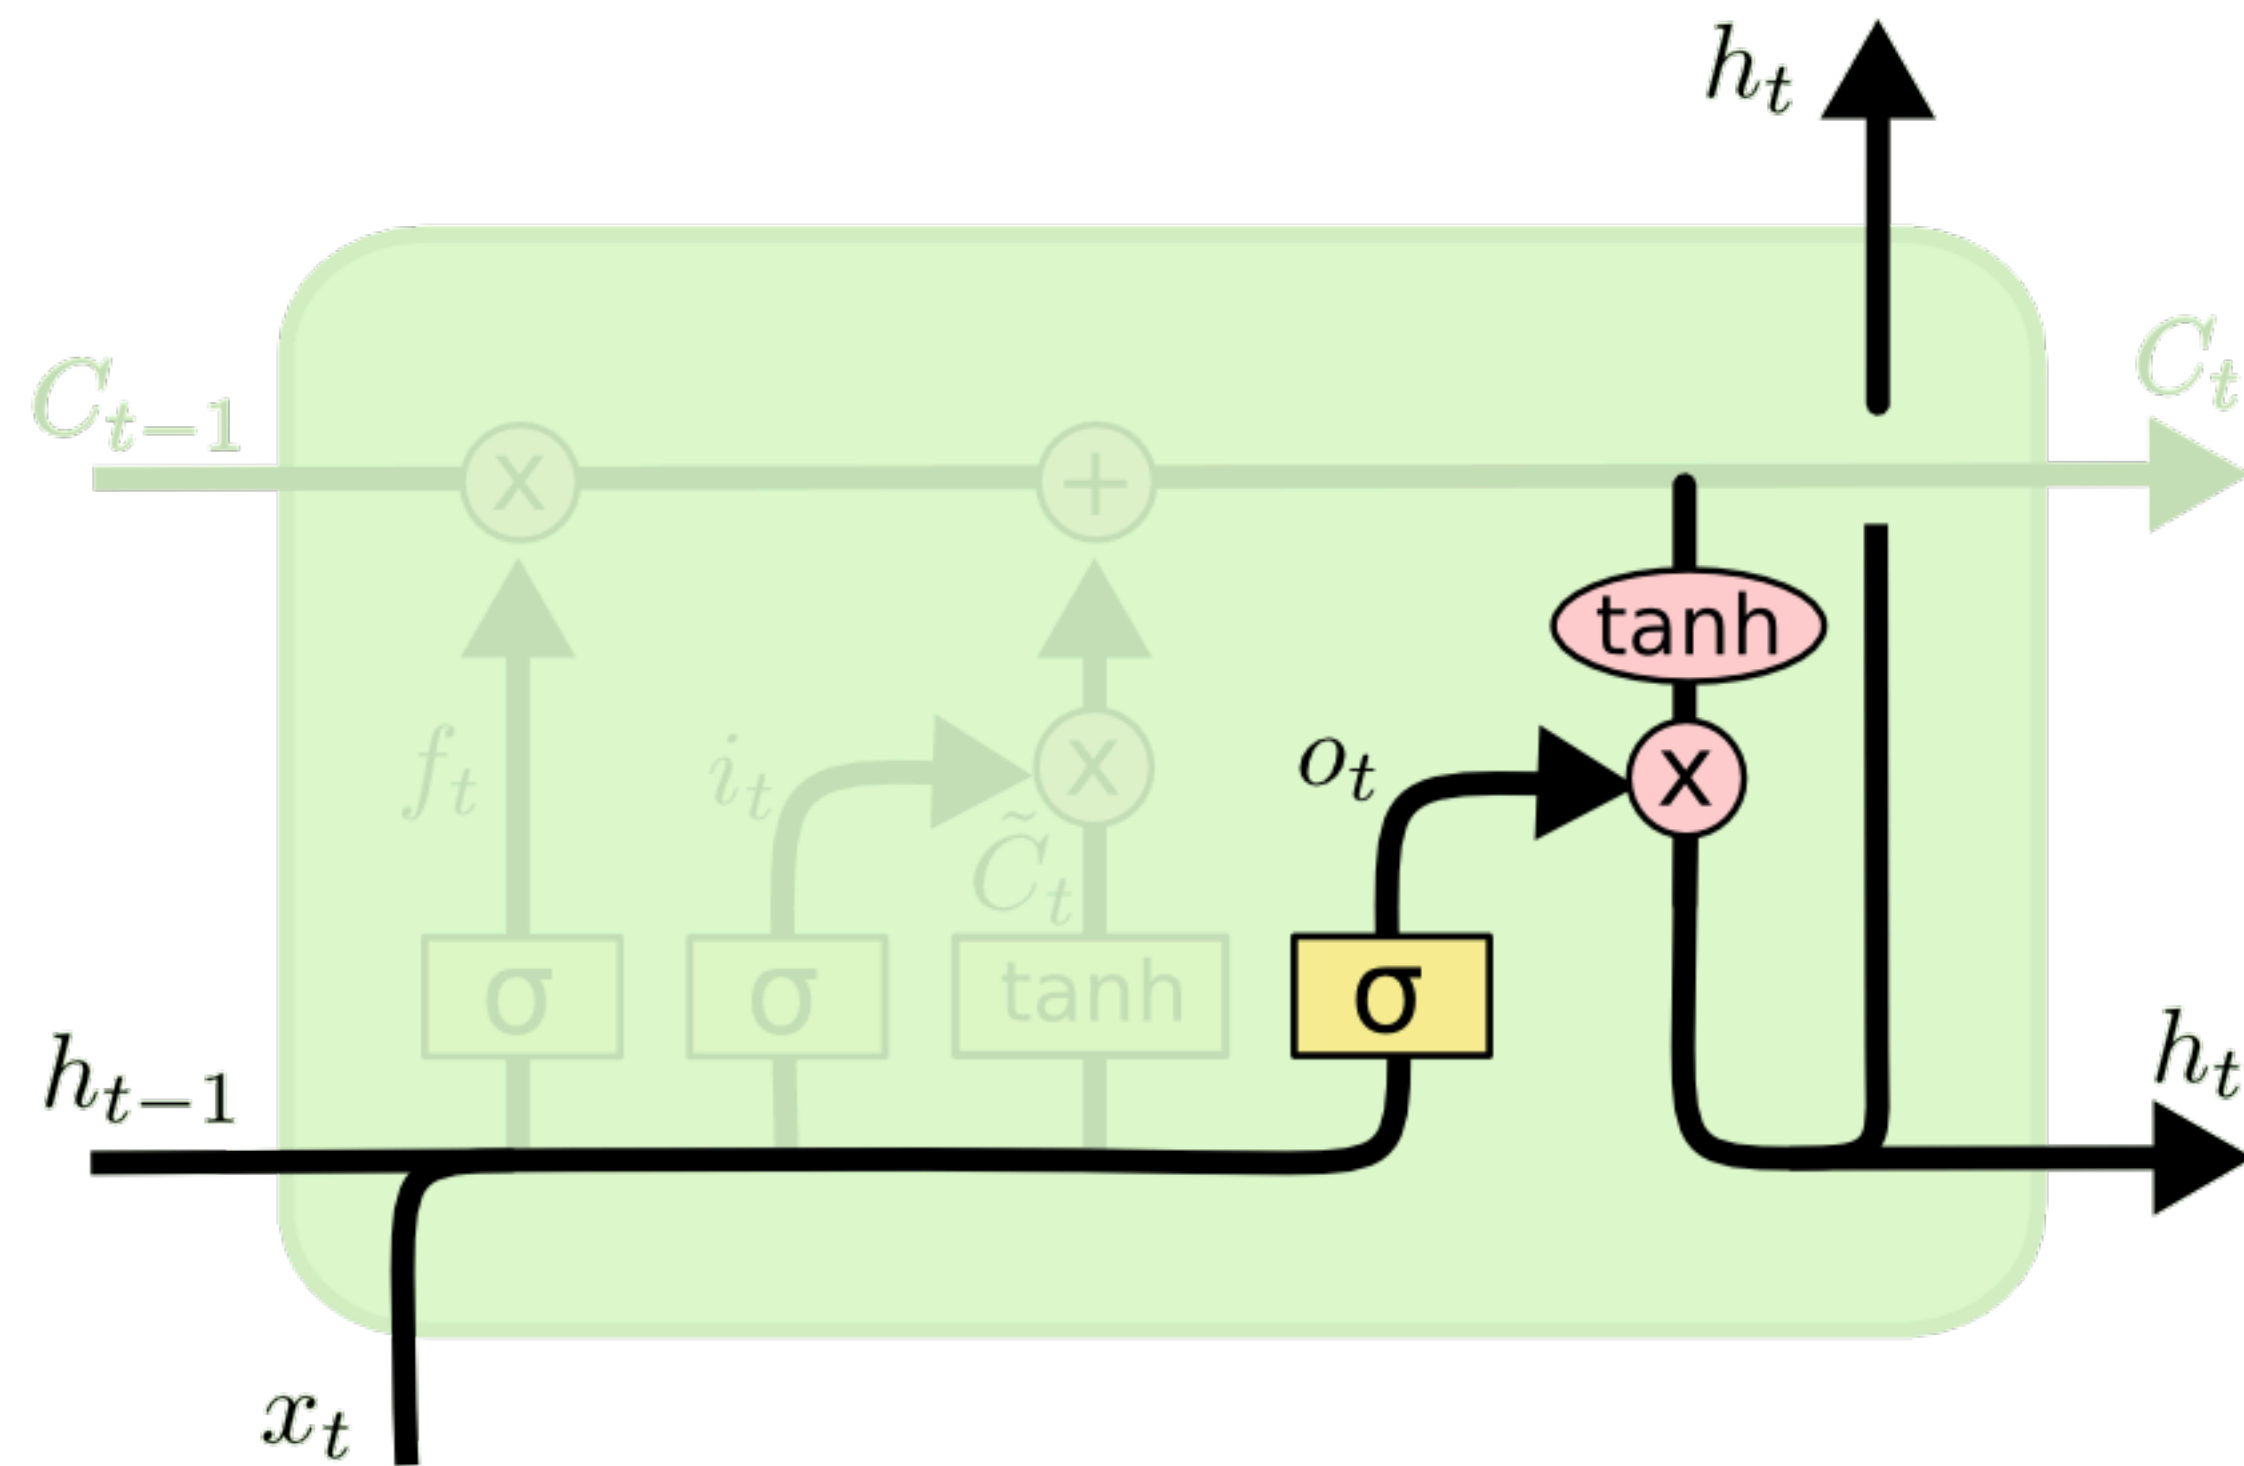 h_t
C_{t-1}
C_t
x
+
tanh
f_t
i_t
x
o_t
x
C̃_t
σ
σ
tanh
σ
h_{t-1}
h_t
x_t